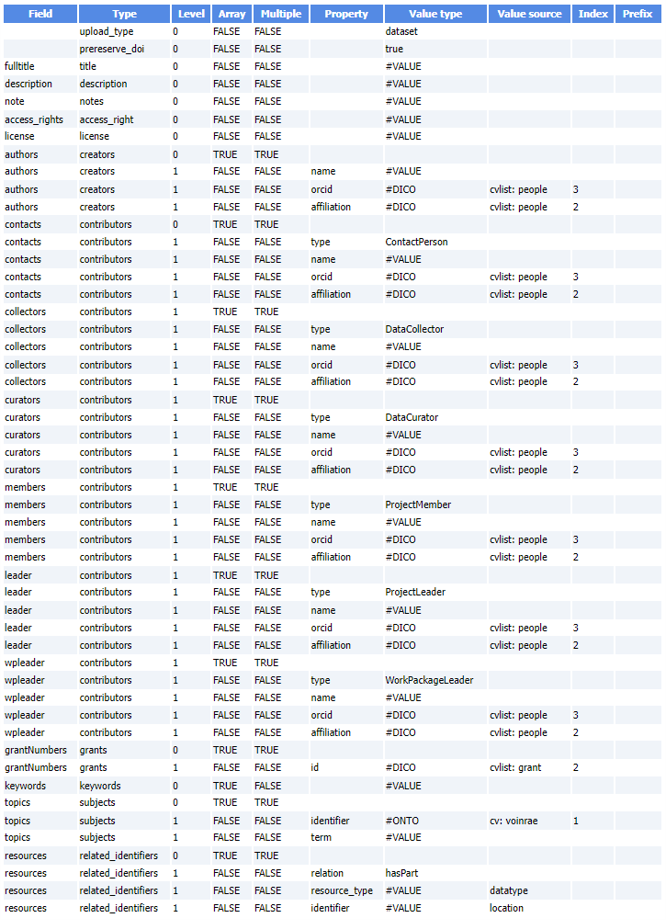 Field Type Level Array Multiple Property Value type Value source Index Prefix
upload_type 0 FALSE FALSE dataset
prereserve_doi 0 FALSE FALSE true
fulltitle title 0 FALSE FALSE #VALUE
description description 0 FALSE FALSE #VALUE
note notes 0 FALSE FALSE #VALUE
access_rights access_right 0 FALSE FALSE #VALUE
license license 0 FALSE FALSE #VALUE
authors creators 0 TRUE TRUE
authors creators 1 FALSE FALSE name #VALUE
authors creators 1 FALSE FALSE orcid #DICO cvlist: people 3
authors creators 1 FALSE FALSE affiliation #DICO cvlist: people 2
contacts contributors 0 TRUE TRUE
contacts contributors 1 FALSE FALSE type ContactPerson
contacts contributors 1 FALSE FALSE name #VALUE
contacts contributors 1 FALSE FALSE orcid #DICO cvlist: people 3
contacts contributors 1 FALSE FALSE affiliation #DICO cvlist: people 2
collectors contributors 1 TRUE TRUE
collectors contributors 1 FALSE FALSE type DataCollector
collectors contributors 1 FALSE FALSE name #VALUE
collectors contributors 1 FALSE FALSE orcid #DICO cvlist: people 3
collectors contributors 1 FALSE FALSE affiliation #DICO cvlist: people 2
curators contributors 1 TRUE TRUE
curators contributors 1 FALSE FALSE type DataCurator
curators contributors 1 FALSE FALSE name #VALUE
curators contributors 1 FALSE FALSE orcid #DICO cvlist: people 3
curators contributors 1 FALSE FALSE affiliation #DICO cvlist: people 2
members contributors 1 TRUE TRUE
members contributors 1 FALSE FALSE type ProjectMember
members contributors 1 FALSE FALSE name #VALUE
members contributors 1 FALSE FALSE orcid #DICO cvlist: people 3
members contributors 1 FALSE FALSE affiliation #DICO cvlist: people 2
leader contributors 1 TRUE TRUE
leader contributors 1 FALSE FALSE type ProjectLeader
leader contributors 1 FALSE FALSE name #VALUE
leader contributors 1 FALSE FALSE orcid #DICO cvlist: people 3
leader contributors 1 FALSE FALSE affiliation #DICO cvlist: people 2
wpleader contributors 1 TRUE TRUE
wpleader contributors 1 FALSE FALSE type WorkPackageLeader
wpleader contributors 1 FALSE FALSE name #VALUE
wpleader contributors 1 FALSE FALSE orcid #DICO cvlist: people 3
wpleader contributors 1 FALSE FALSE affiliation #DICO cvlist: people 2
grantNumbers grants 0 TRUE TRUE
grantNumbers grants 1 FALSE FALSE id #DICO cvlist: grant 2
keywords keywords 0 TRUE FALSE #VALUE
topics subjects 0 TRUE TRUE
topics subjects 1 FALSE FALSE identifier #ONTO cv: voinrae 1
topics subjects 1 FALSE FALSE term #VALUE
resources related_identifiers 0 TRUE TRUE
resources related_identifiers 1 FALSE FALSE relation hasPart
resources related_identifiers 1 FALSE FALSE resource_type #VALUE datatype
resources related_identifiers 1 FALSE FALSE identifier #VALUE location